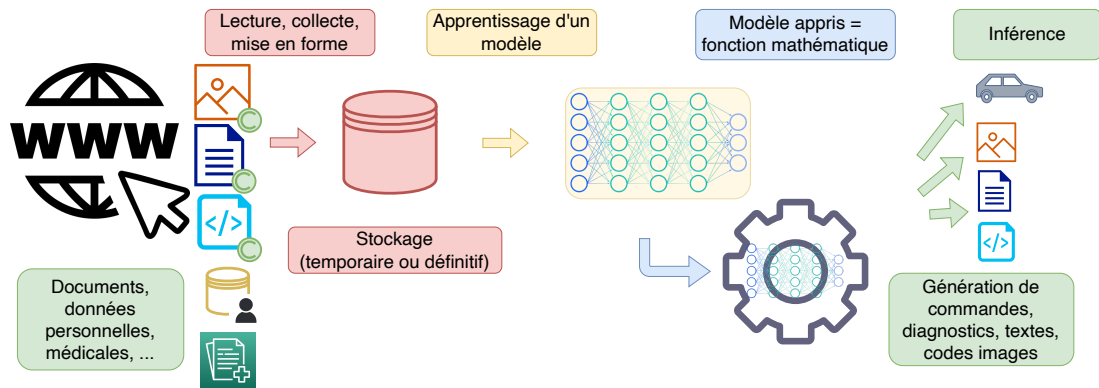 Lecture, collecte,
mise en forme
Apprentissage d'un
modèle
Modèle appris =
fonction mathématique
Inférence
WWW
C
C
</>
C
</>
Stockage
(temporaire ou définitif)
Documents,
données
personnelles,
médicales, ...
Génération de
commandes,
diagnostics, textes,
codes images